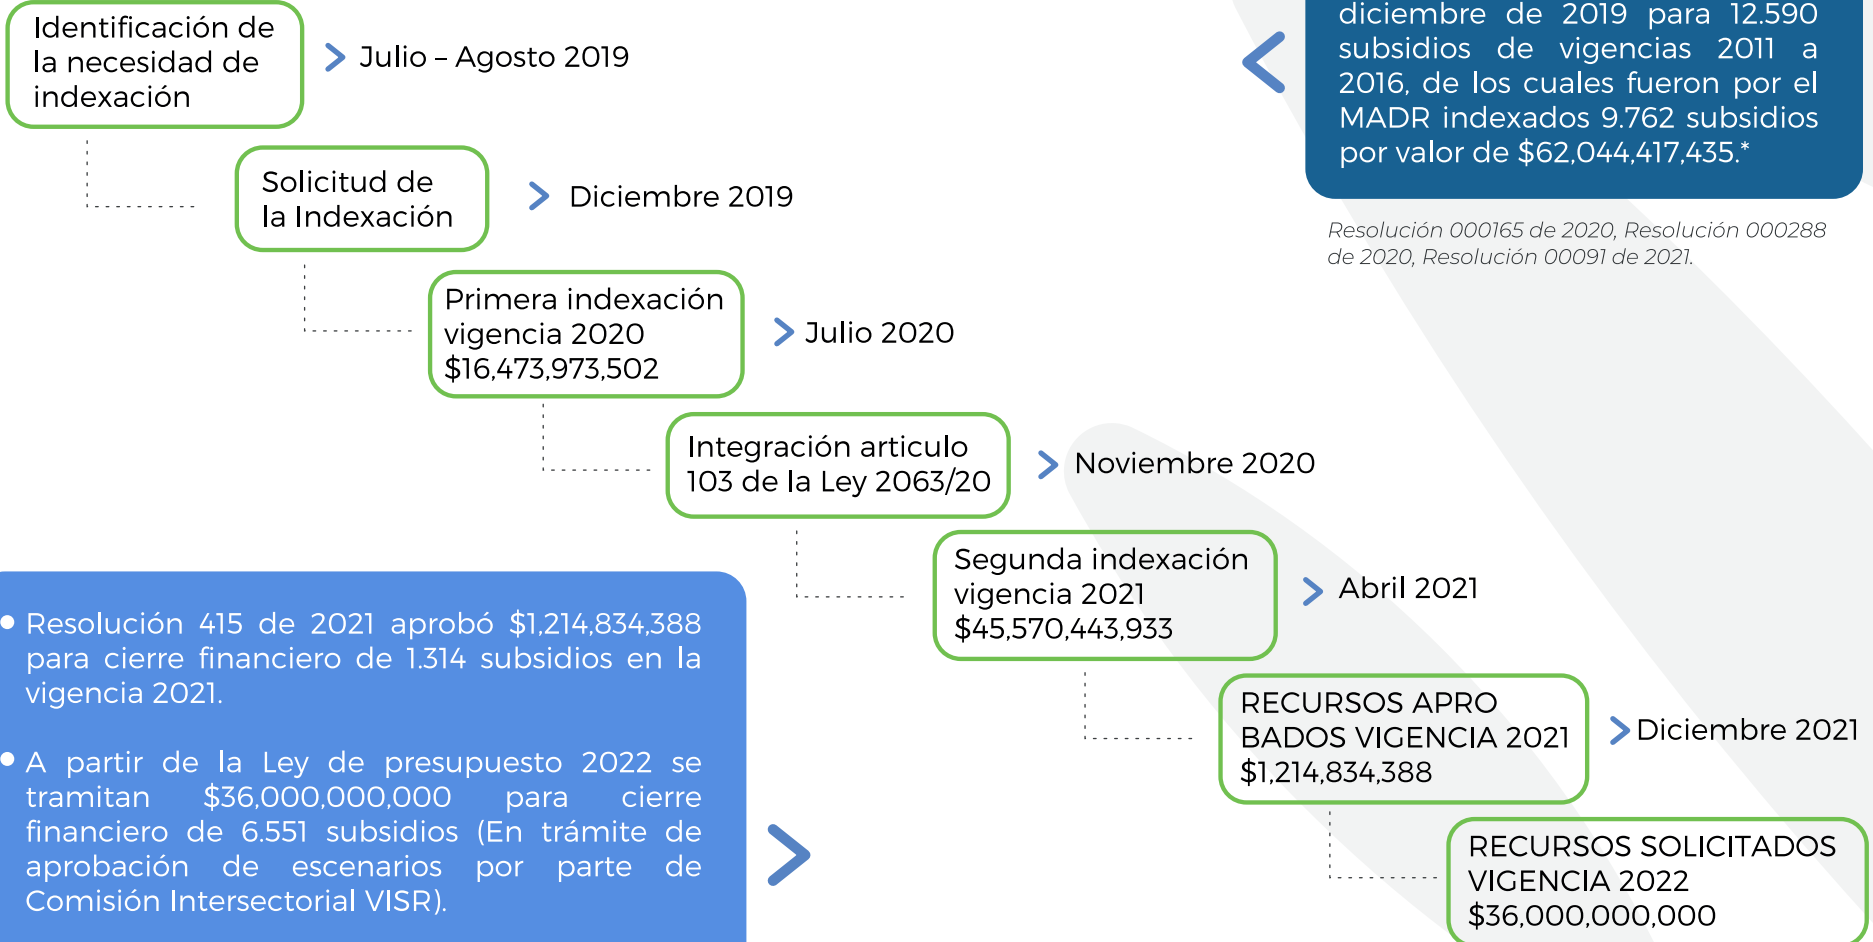 Identificación de
la necesidad de
indexación
Julio – Agosto 2019
diciembre de 2019 para 12.590
subsidios de vigencias 2011 a
2016, de los cuales fueron por el
MADR indexados 9.762 subsidios
por valor de $62,044,417,435.*
Resolución 000165 de 2020, Resolución 000288
de 2020, Resolución 00091 de 2021.
Solicitud de
la Indexación
Diciembre 2019
Primera indexación
vigencia 2020
$16,473,973,502
Julio 2020
Integración articulo
103 de la Ley 2063/20
Noviembre 2020
Segunda indexación
vigencia 2021
$45,570,443,933
Abril 2021
RECURSOS APRO
BADOS VIGENCIA 2021
$1,214,834,388
Diciembre 2021
RECURSOS SOLICITADOS
VIGENCIA 2022
$36,000,000,000
• Resolución 415 de 2021 aprobó $1,214,834,388
para cierre financiero de 1.314 subsidios en la
vigencia 2021.
• A partir de la Ley de presupuesto 2022 se
tramitan $36,000,000,000 para cierre
financiero de 6.551 subsidios (En trámite de
aprobación de escenarios por parte de
Comisión Intersectorial VISR).